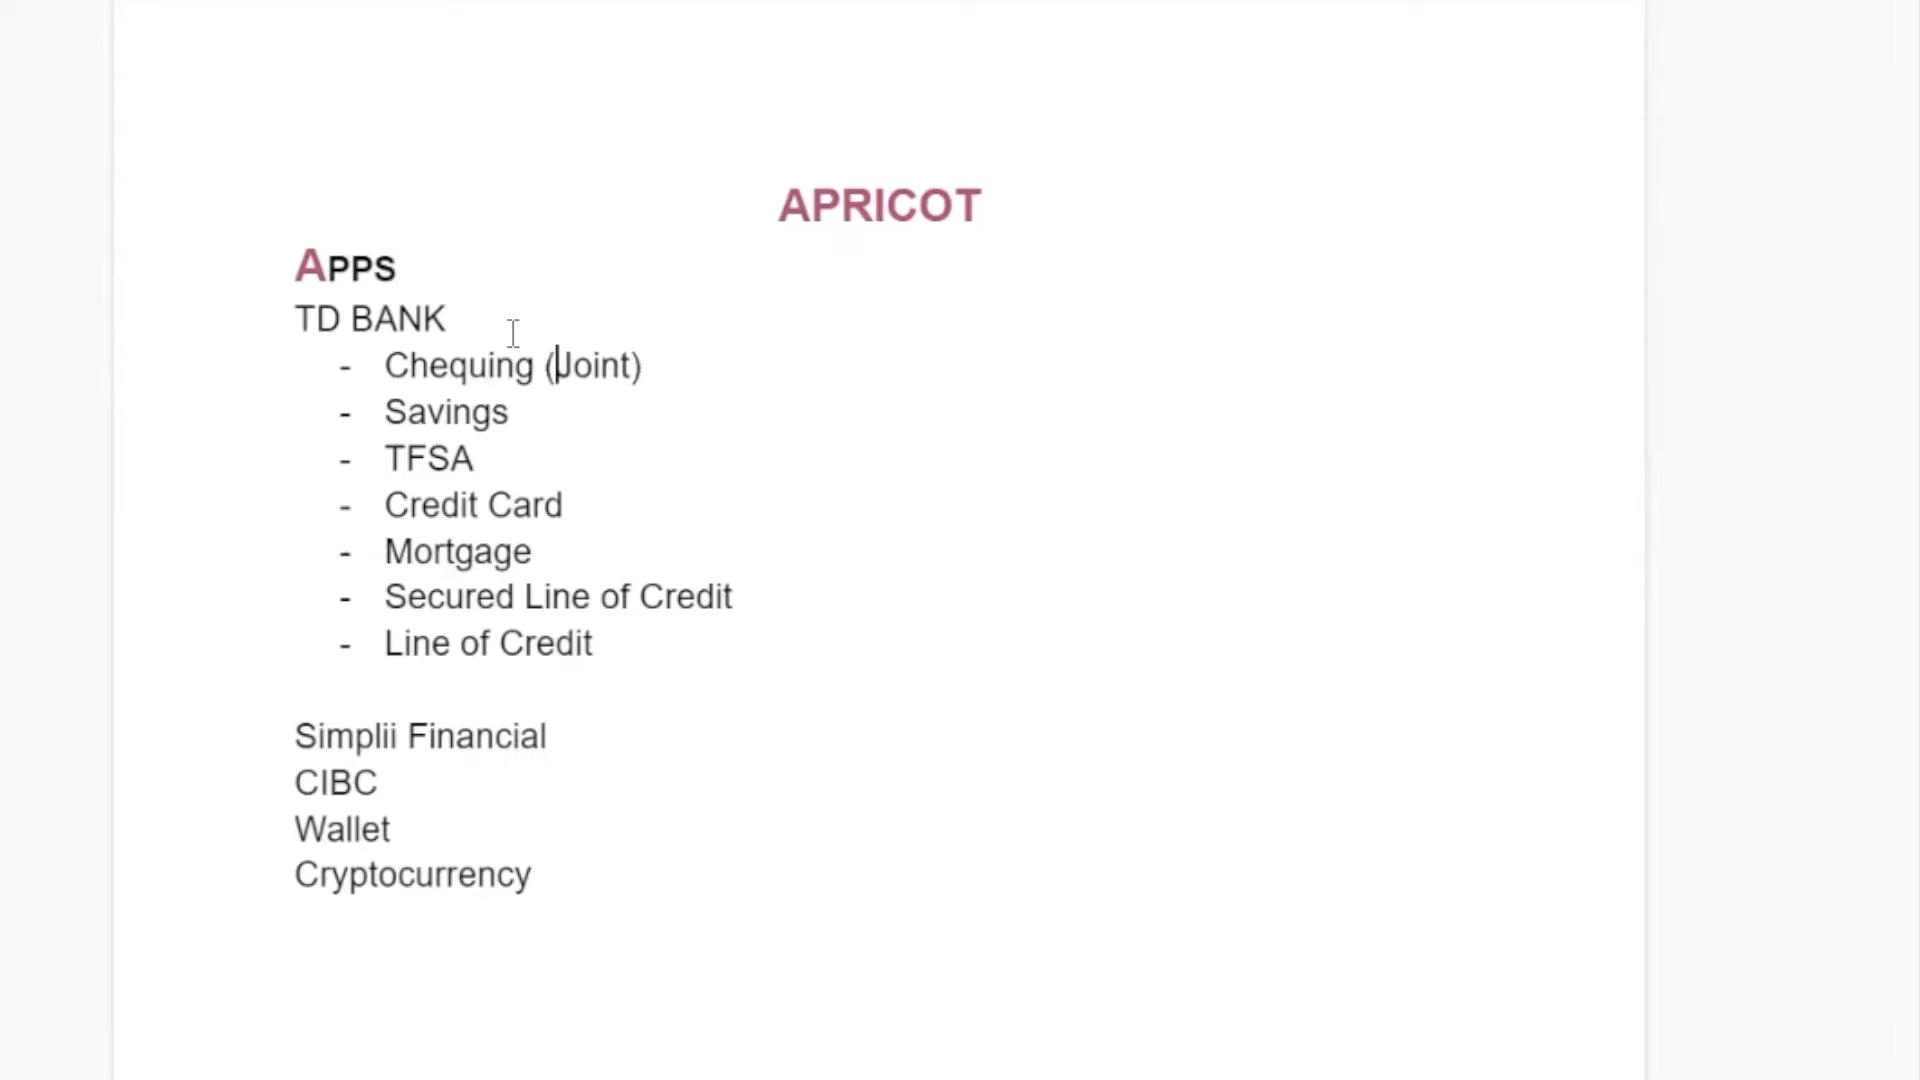 APRICOT
APPS
TD BANK
- Chequing (Joint)
- Savings
- TFSA
- Credit Card
- Mortgage
- Secured Line of Credit
- Line of Credit
Simplii Financial
CIBC
Wallet
Cryptocurrency